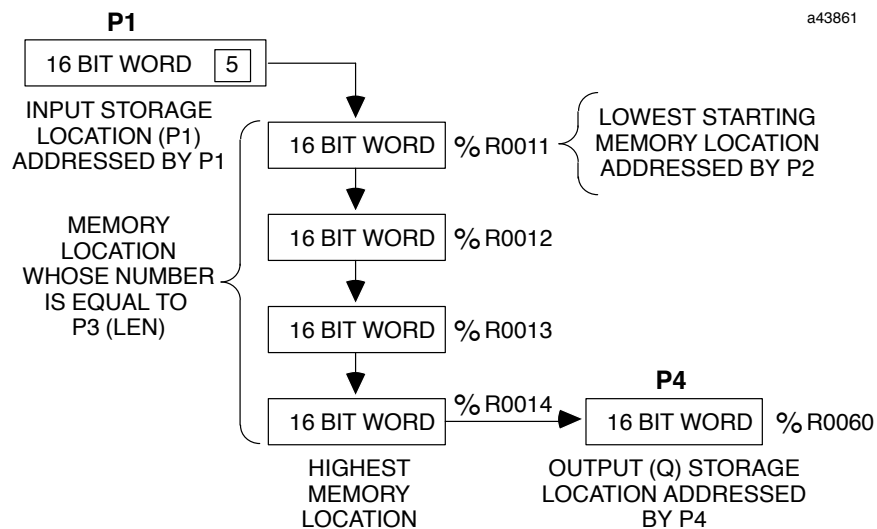 a43861
P1
16 BIT WORD 5
INPUT STORAGE
LOCATION (P1)
ADDRESSED BY P1
16 BIT WORD % R0011
LOWEST STARTING
MEMORY LOCATION
ADDRESSED BY P2
MEMORY
LOCATION
WHOSE NUMBER
IS EQUAL TO
P3 (LEN)
16 BIT WORD % R0012
16 BIT WORD % R0013
16 BIT WORD % R0014
HIGHEST
MEMORY
LOCATION
P4
16 BIT WORD % R0060
OUTPUT (Q) STORAGE
LOCATION ADDRESSED
BY P4